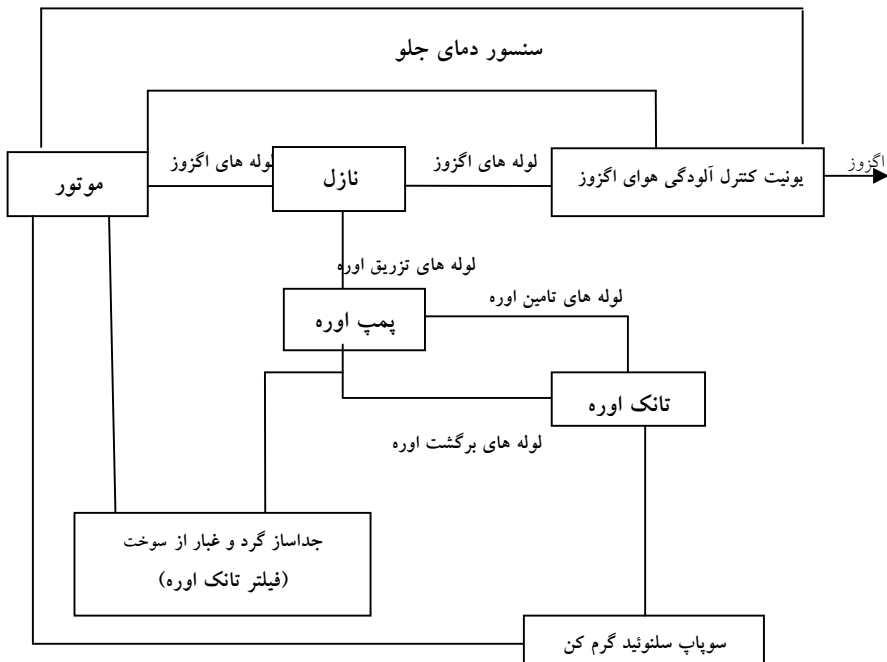 سنسور دمای جلو
موتور
لوله های اگزوز
نازل
لوله های اگزوز
یونیت کنترل آلودگی هوای اگزوز
اگزوز
لوله های تزریق اوره
پمپ اوره
لوله های تامین اوره
تانک اوره
لوله های برگشت اوره
جداساز گرد و غبار از سوخت
(فیلتر تانک اوره)
سوپاپ سلنوئید گرم کن